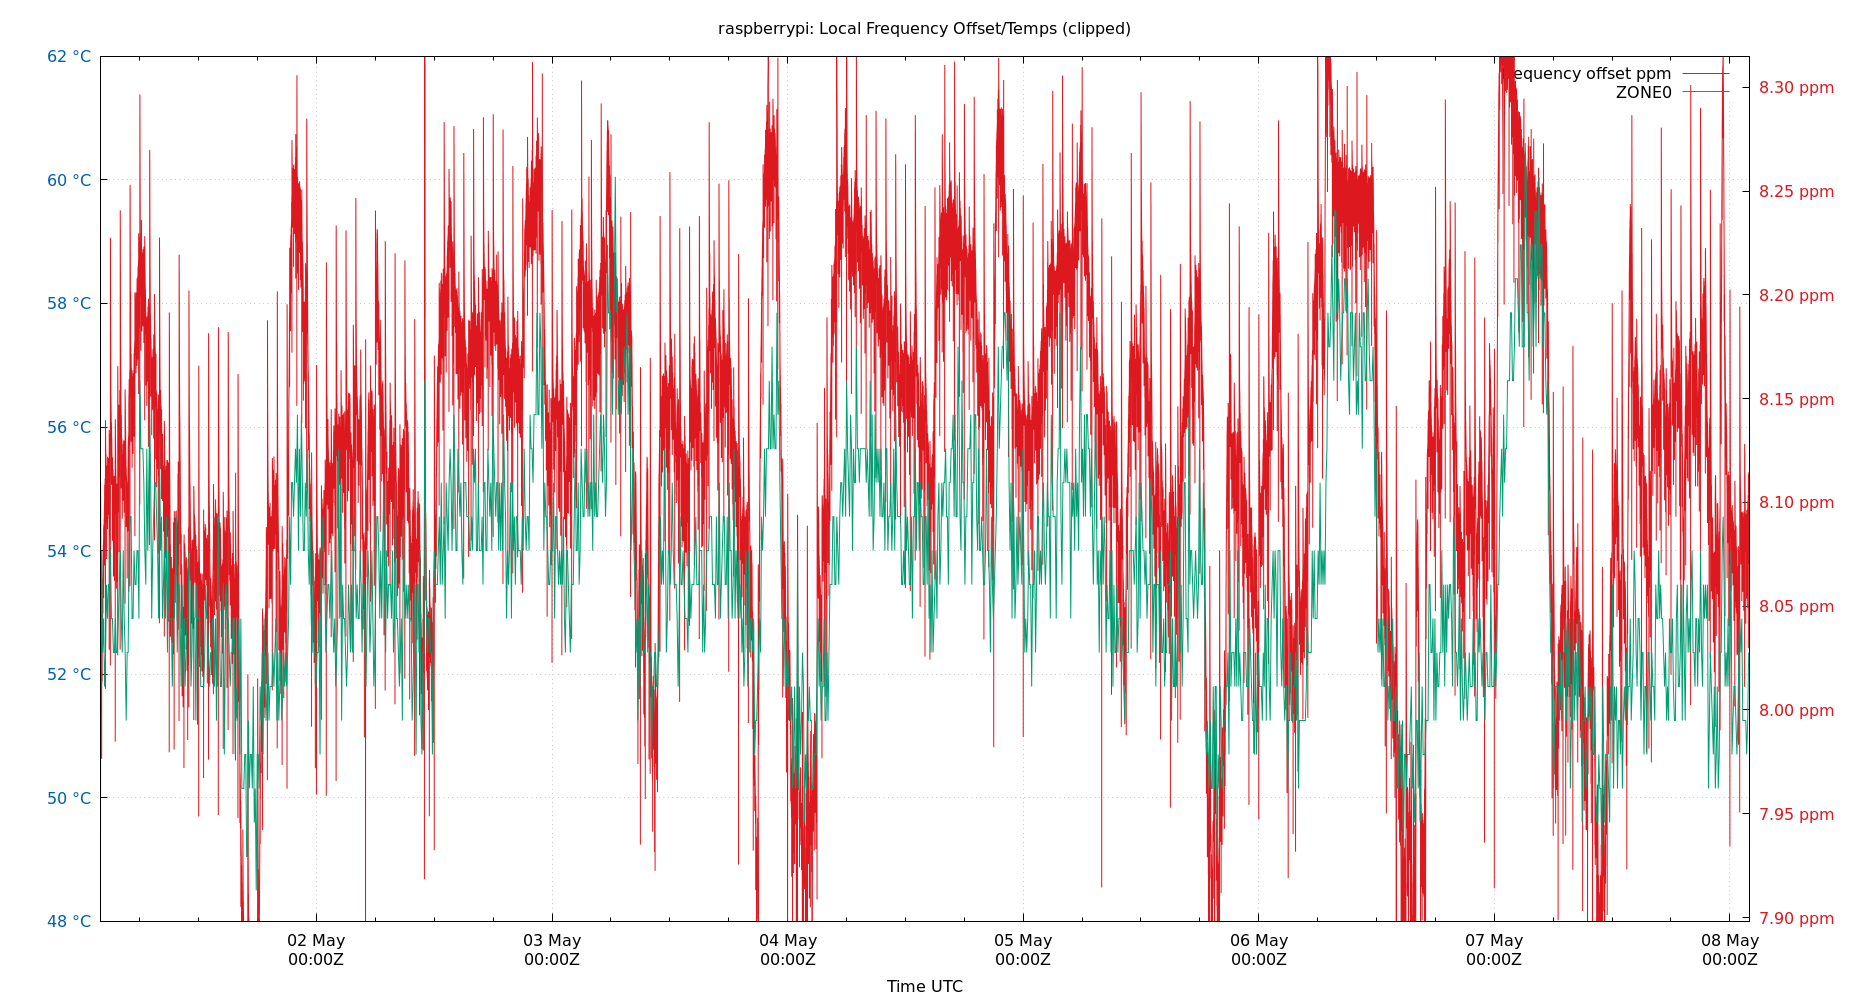 raspberrypi: Local Frequency Offset/Temps (clipped)
62 °C
60 °C
58 °C
56 °C
54 °C
52 °C
50 °C
48 °C
equency offset ppm
ZONE0
8.30 ppm
8.25 ppm
8.20 ppm
8.15 ppm
8.10 ppm
8.05 ppm
8.00 ppm
7.95 ppm
7.90 ppm
02 May
00:00Z
03 May
00:00Z
04 May
00:00Z
05 May
00:00Z
06 May
00:00Z
07 May
00:00Z
08 May
00:00Z
Time UTC